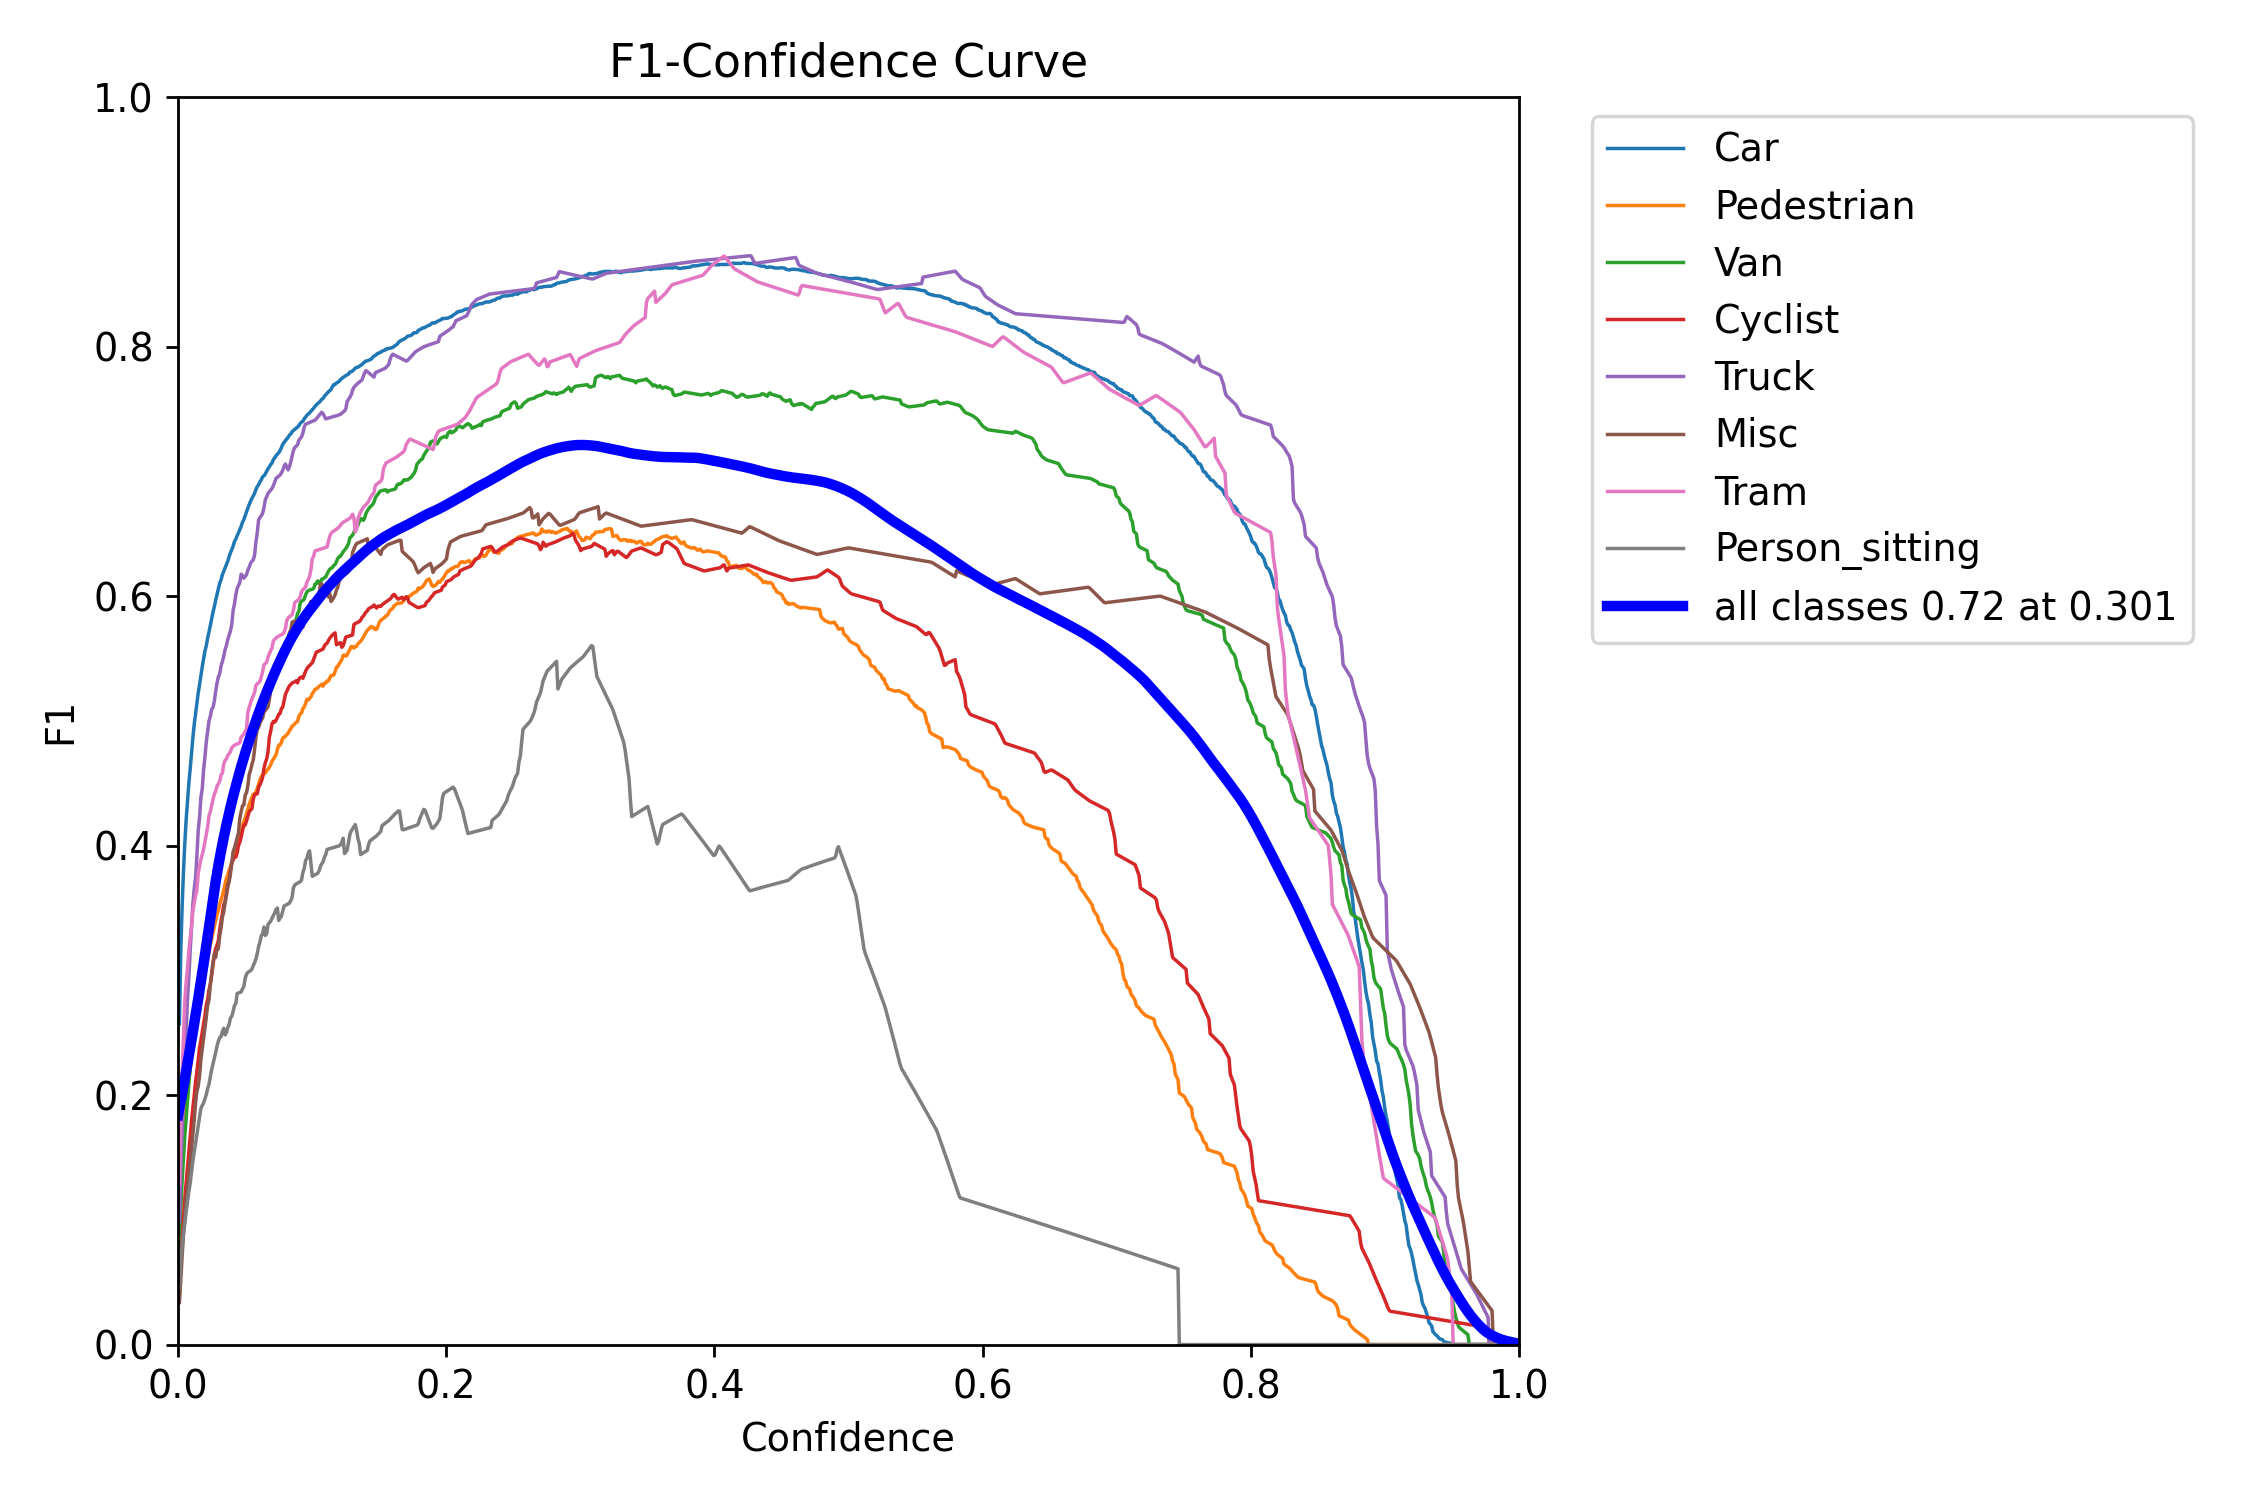 F1-Confidence Curve
1.0
0.8
0.6
0.4
0.2
0.0
F1
0.0 0.2 0.4 0.6 0.8 1.0
Confidence
Car
Pedestrian
Van
Cyclist
Truck
Misc
Tram
Person_sitting
all classes 0.72 at 0.301